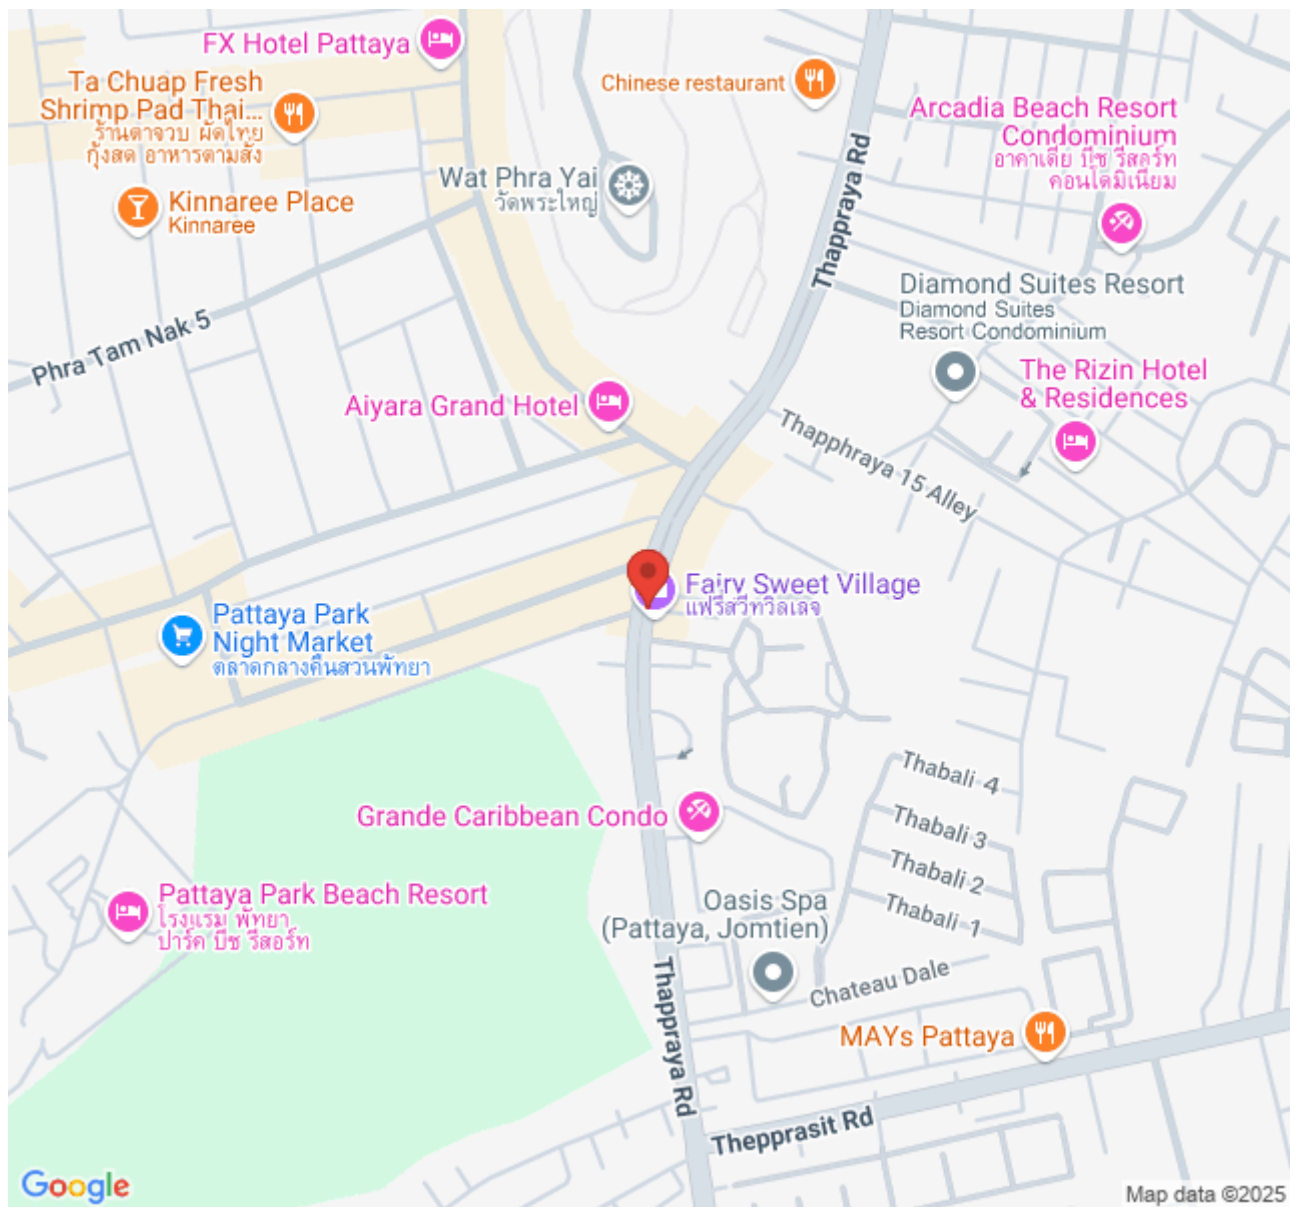 FX Hotel Pattaya
Ta Chuap Fresh
Shrimp Pad Thai...
ร้านตาจวบ ผัดไทย
กุ้งสด อาหารตามสั่ง
Chinese restaurant
Arcadia Beach Resort
Condominium
อาคาเดีย บีช รีสอร์ท
คอนโดมิเนียม
Wat Phra Yai
วัดพระใหญ่
Kinnaree Place
Kinnaree
Thappraya Rd
Diamond Suites Resort
Diamond Suites
Resort Condominium
Phra Tam Nak 5
The Rizin Hotel
& Residences
Aiyara Grand Hotel
Thapphraya 15 Alley
Fairy Sweet Village
แฟรี่สวีทวิลเลจ
Pattaya Park
Night Market
ตลาดกลางคืนสวนพัทยา
Thabali 4
Grande Caribbean Condo
Thabali 3
Thabali 2
Thabali 1
Pattaya Park Beach Resort
โรงแรม พัทยา
ปาร์ค บีช รีสอร์ท
Oasis Spa
(Pattaya, Jomtien)
Chateau Dale
Thappraya Rd
MAYs Pattaya
Thepprasit Rd
Google
Map data ©2025